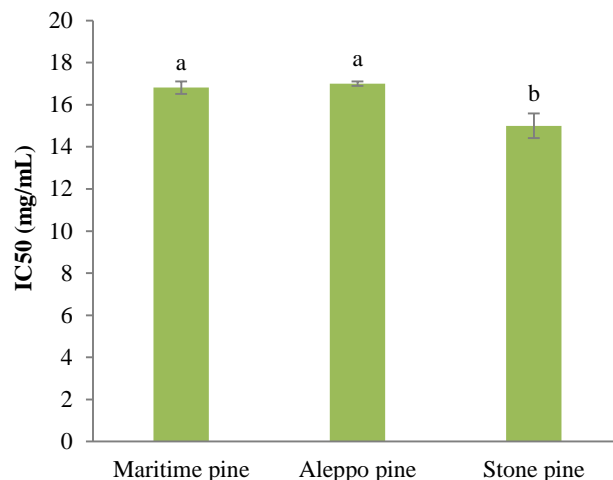 20
18
16
14
12
10
8
6
4
2
0
IC50 (mg/mL)
a
a
b
Maritime pine
Aleppo pine
Stone pine